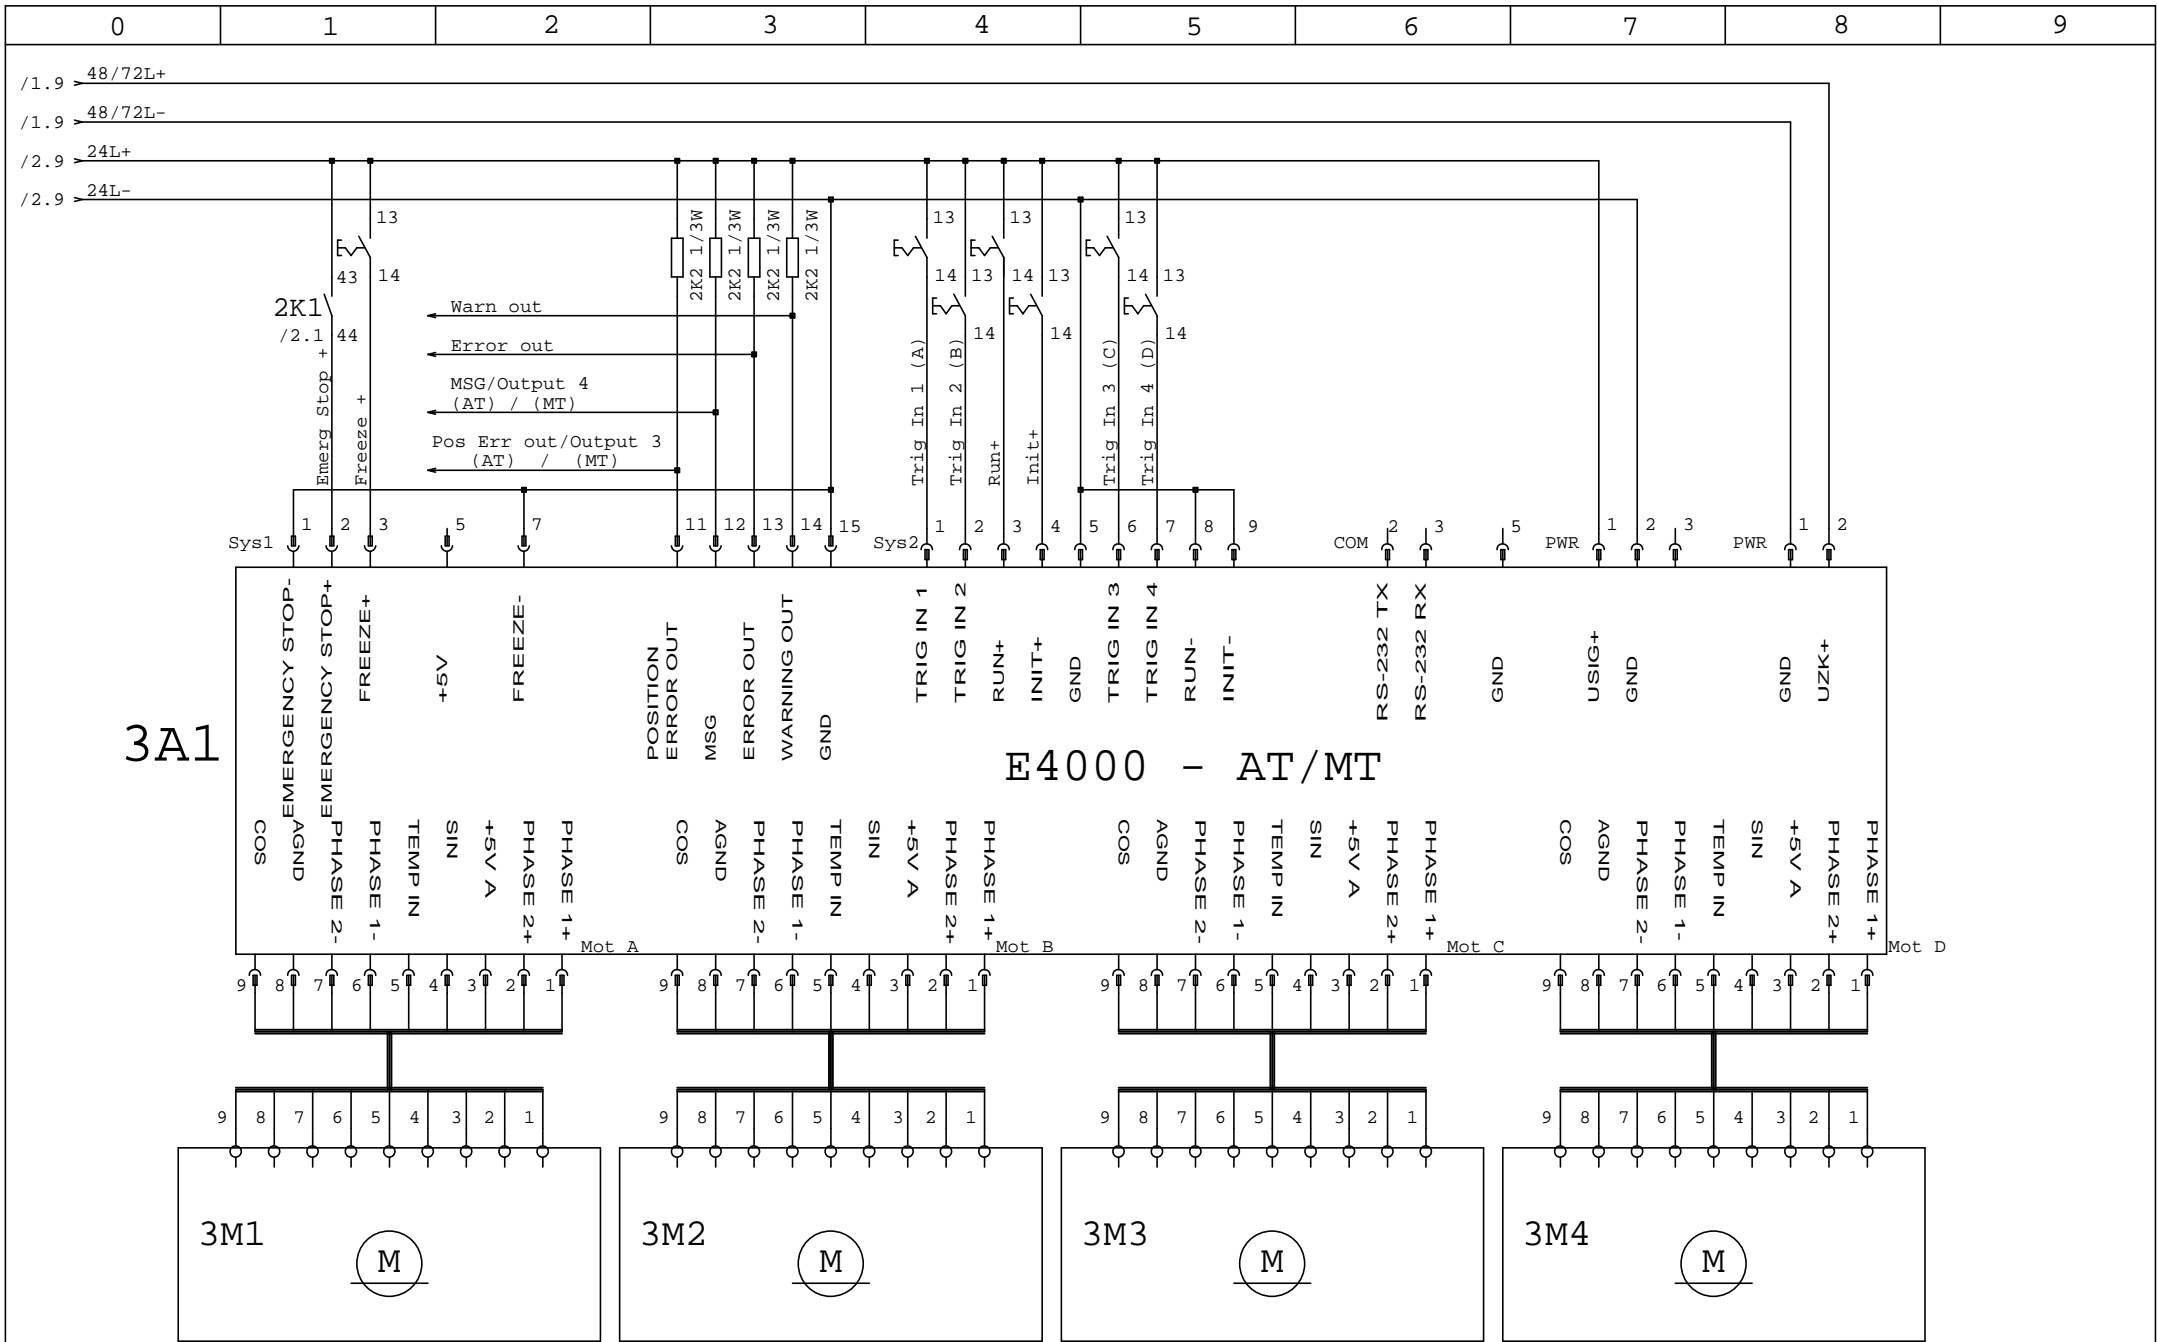 0 1 2 3 4 5 6 7 8 9
/1.9 48/72L+
/1.9 48/72L-
/2.9 24L+
/2.9 24L-
13 13 13 13
2K2 1/3W 2K2 1/3W 2K2 1/3W 2K2 1/3W
43 14 14 13 14 13 14 13
2K1
/2.1 44
14 14 14
Warn out
Error out
MSG/Output 4
(AT) / (MT)
Pos Err out/Output 3
(AT) / (MT)
Emerg Stop +
Freeze +
Trig In 1 (A)
Trig In 2 (B)
Run+
Init+
Trig In 3 (C)
Trig In 4 (D)
Sys1 1 2 3 5 7 11 12 13 14 15
Sys2 1 2 3 4 5 6 7 8 9
COM 2 3 5
PWR 1 2 3
PWR 1 2
EMERGENCY STOP-
EMERGENCY STOP+
FREEZE+
+5V
FREEZE-
POSITION
ERROR OUT
MSG
ERROR OUT
WARNING OUT
GND
TRIG IN 1
TRIG IN 2
RUN+
INIT+
GND
TRIG IN 3
TRIG IN 4
RUN-
INIT-
RS-232 TX
RS-232 RX
GND
USIG+
GND
GND
UZK+
3A1
E4000 - AT/MT
COS
AGND
PHASE 2-
PHASE 1-
TEMP IN
SIN
+5V A
PHASE 2+
PHASE 1+
Mot A
COS
AGND
PHASE 2-
PHASE 1-
TEMP IN
SIN
+5V A
PHASE 2+
PHASE 1+
Mot B
COS
AGND
PHASE 2-
PHASE 1-
TEMP IN
SIN
+5V A
PHASE 2+
PHASE 1+
Mot C
COS
AGND
PHASE 2-
PHASE 1-
TEMP IN
SIN
+5V A
PHASE 2+
PHASE 1+
Mot D
9 8 7 6 5 4 3 2 1 9 8 7 6 5 4 3 2 1 9 8 7 6 5 4 3 2 1 9 8 7 6 5 4 3 2 1
9 8 7 6 5 4 3 2 1 9 8 7 6 5 4 3 2 1 9 8 7 6 5 4 3 2 1 9 8 7 6 5 4 3 2 1
3M1 3M2 3M3 3M4
M M M M